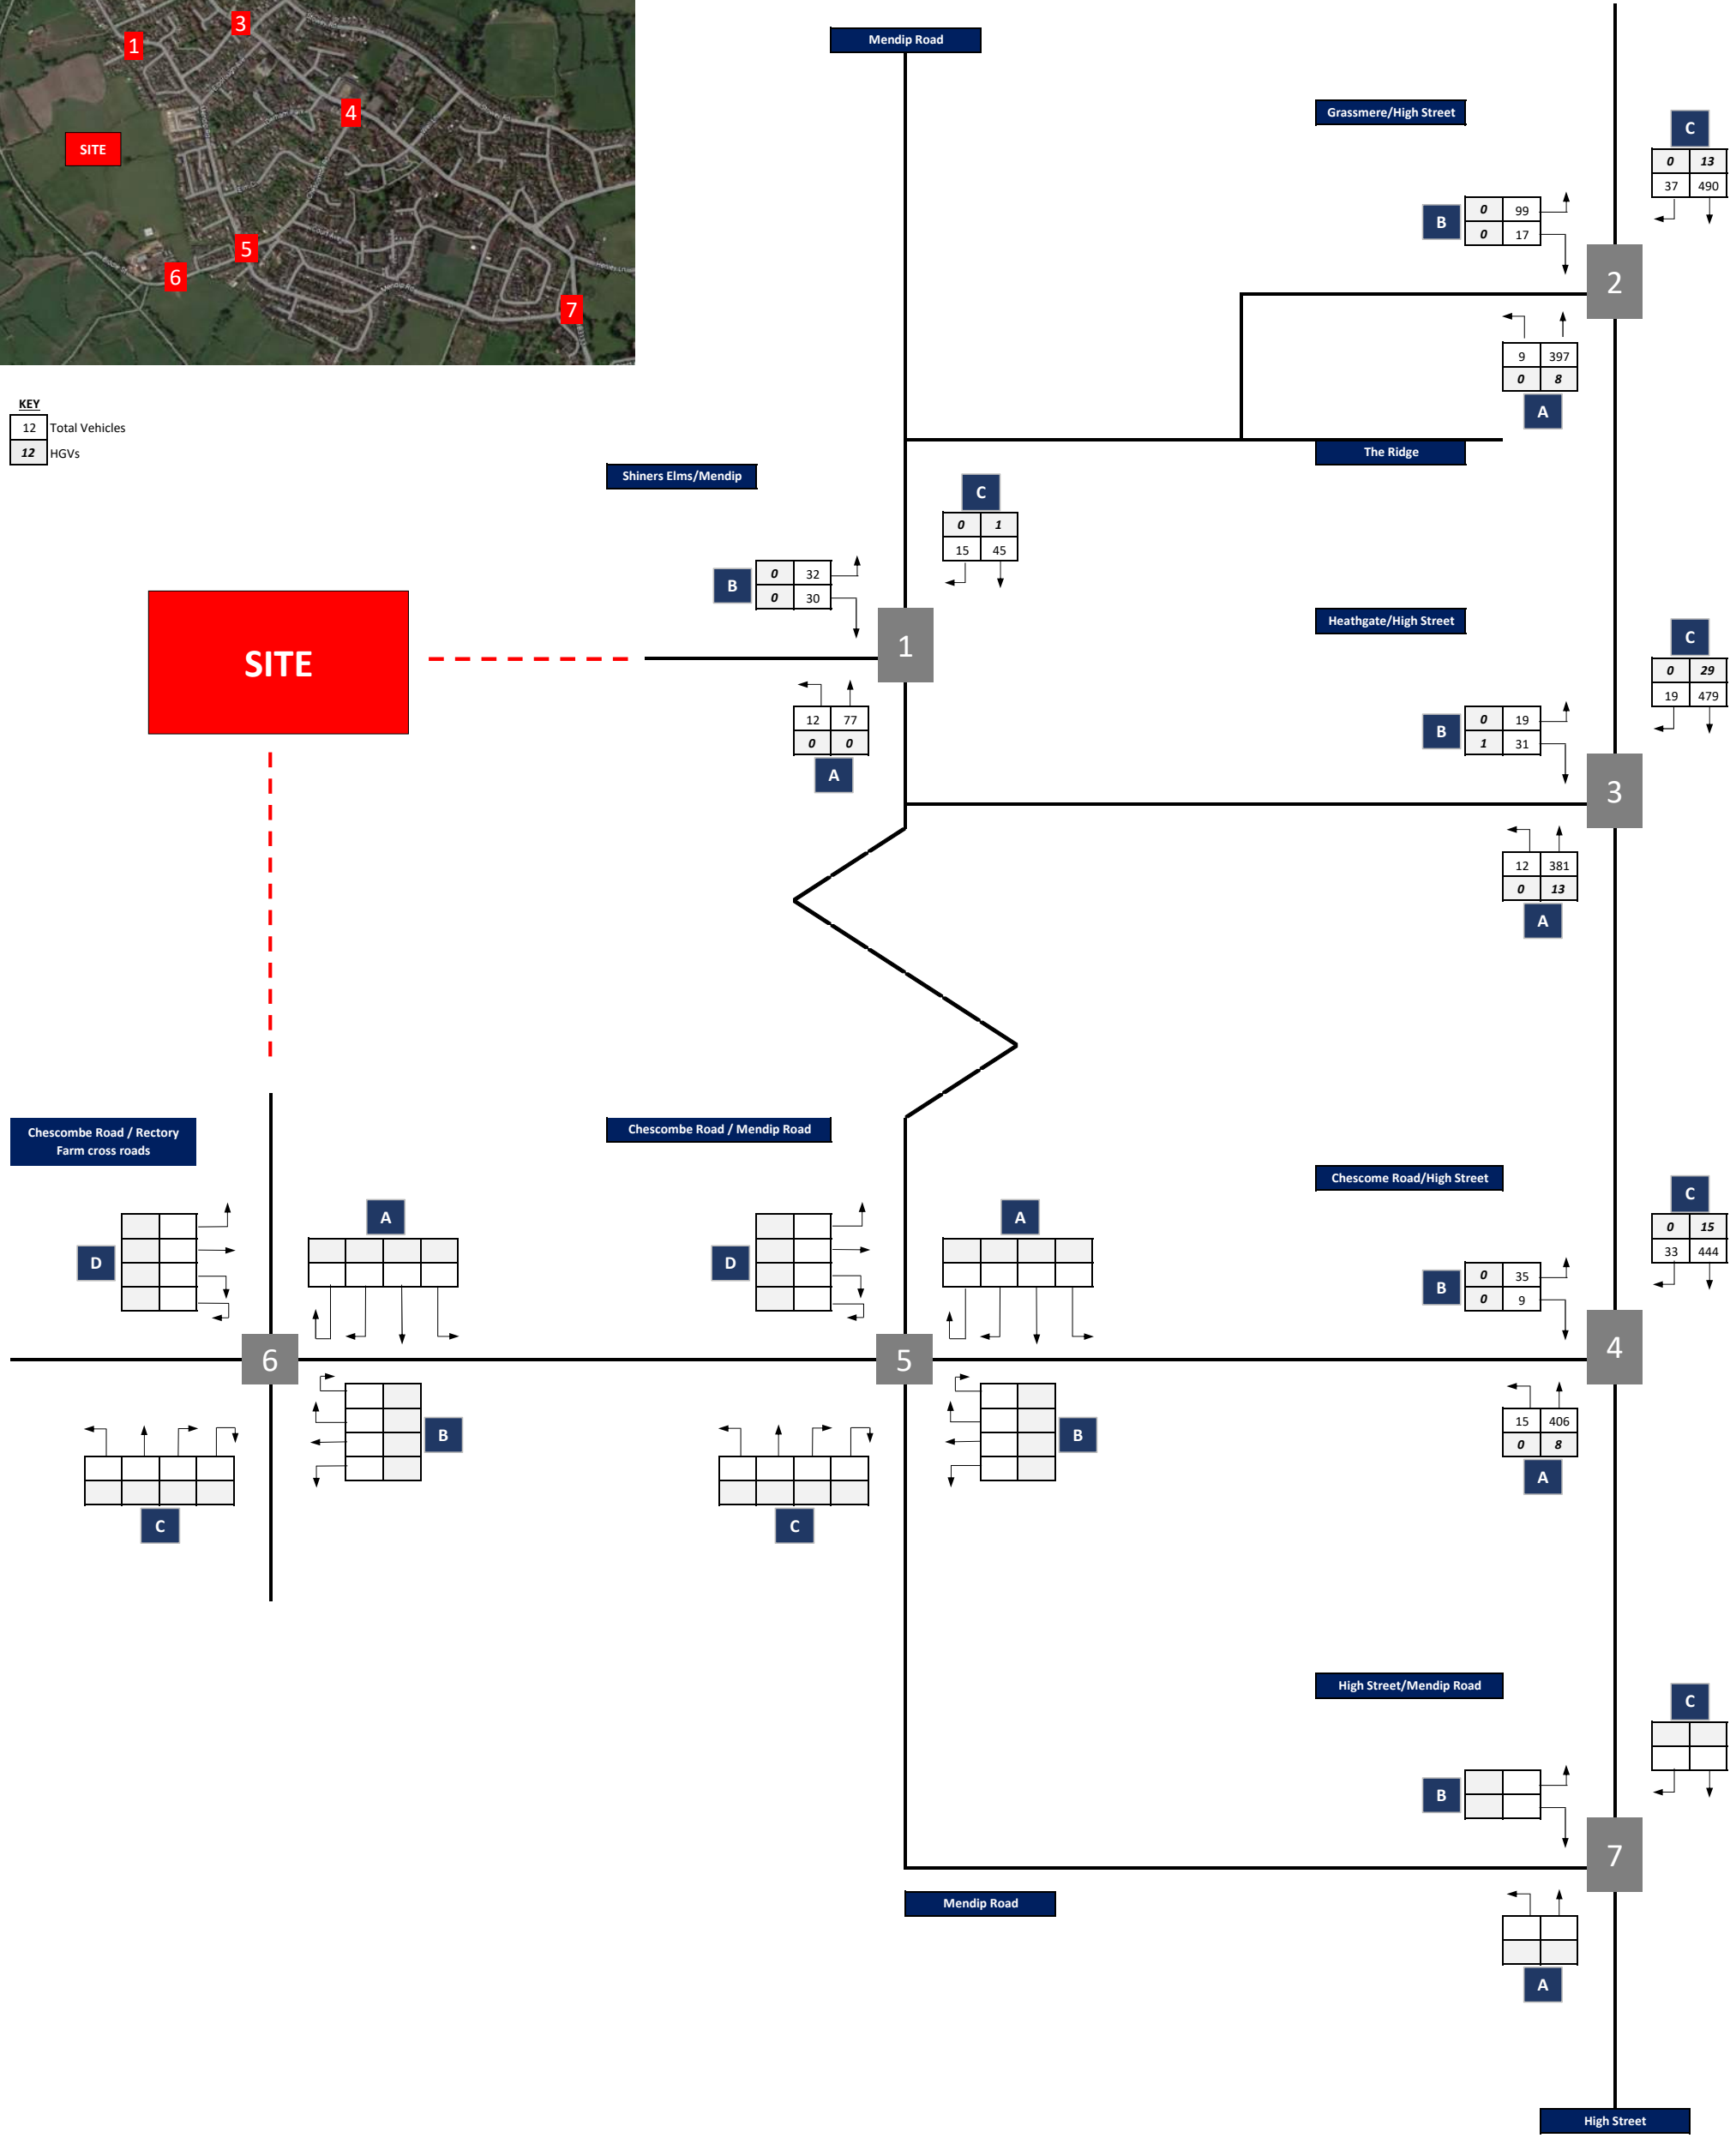 3
1
4
SITE
5
6
7
Mendip Road
Grassmere/High Street
C
0 13
37 490
B
0 99
0 17
2
9 397
0 8
A
KEY
12 Total Vehicles
12 HGVs
The Ridge
Shiners Elms/Mendip
C
0 1
15 45
B
0 32
0 30
1
SITE
12 77
0 0
A
Heathgate/High Street
C
0 29
19 479
B
0 19
1 31
3
12 381
0 13
A
Chescombe Road / Rectory
Farm cross roads
Chescombe Road / Mendip Road
Chescome Road/High Street
C
0 15
33 444
A
D
A
D
B
0 35
0 9
6
5
4
B
C
B
C
15 406
0 8
A
High Street/Mendip Road
C
B
7
Mendip Road
A
High Street